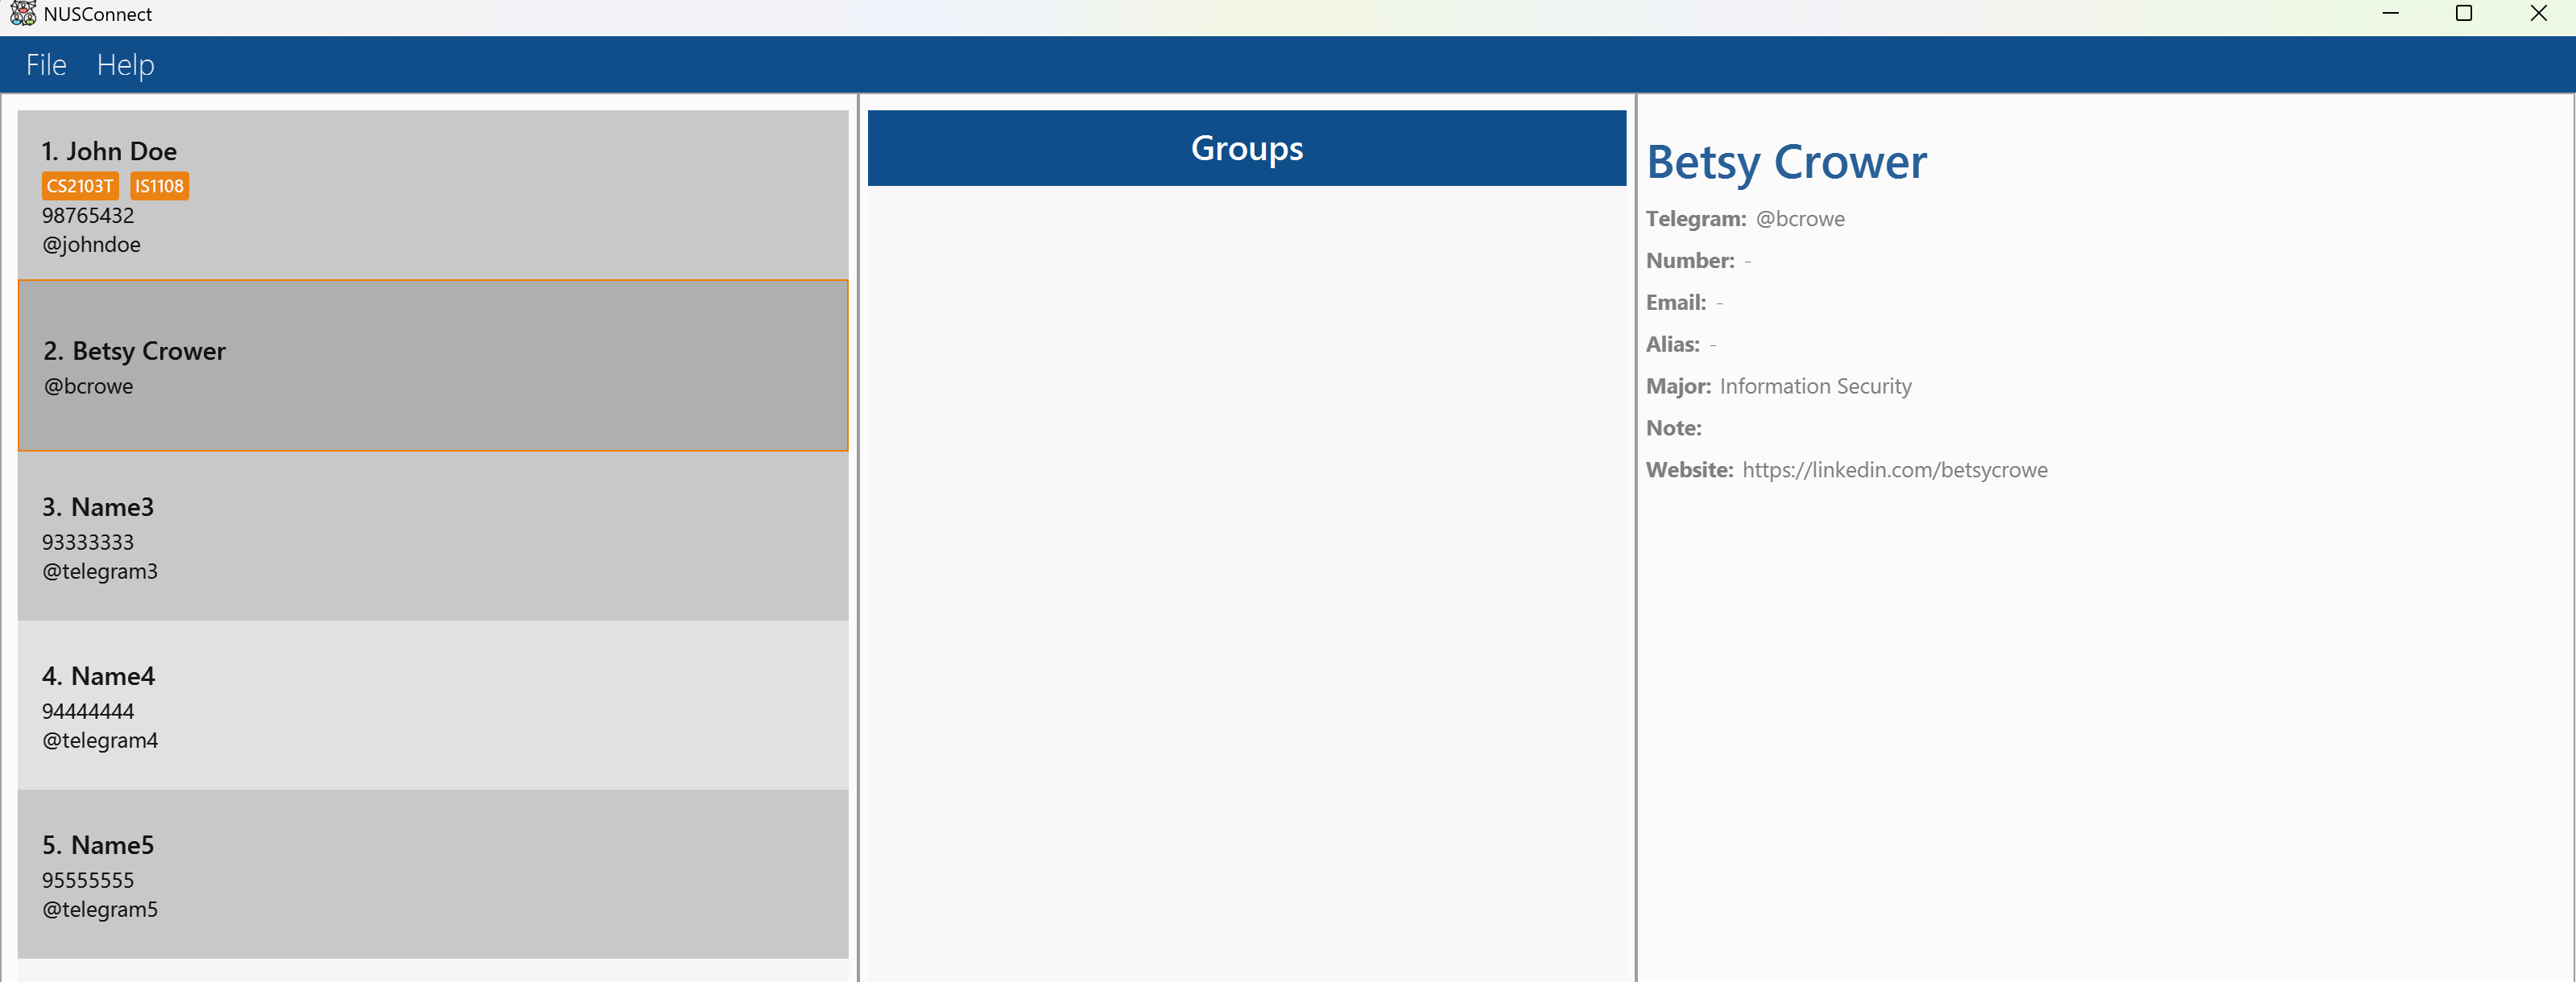 NUSConnect
File Help
1. John Doe
CS2103T IS1108
98765432
@johndoe
2. Betsy Crower
@bcrowe
3. Name3
93333333
@telegram3
4. Name4
94444444
@telegram4
5. Name5
95555555
@telegram5
Groups
Betsy Crower
Telegram: @bcrowe
Number: -
Email: -
Alias: -
Major: Information Security
Note:
Website: https://linkedin.com/betsycrowe